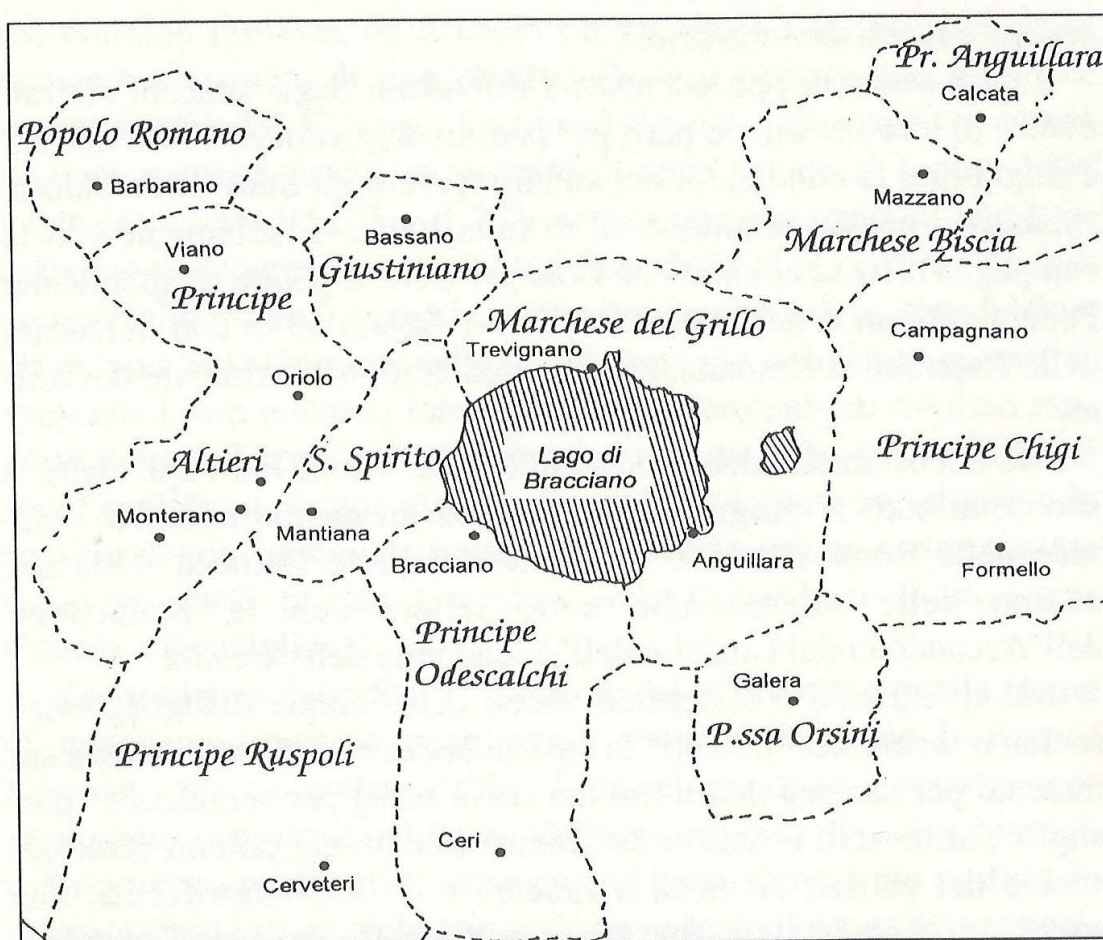 Pr. Anguillara
Calcata
Popolo Romano
Barbarano
Mazzano
Bassano
Viano
Giustiniano
Marchese Biscia
Principe
Marchese del Grillo
Trevignano
Campagnano
Oriolo
Altieri
S. Spirito
Lago di
Bracciano
Principe Chigi
Monterano
Mantiana
Bracciano
Anguillara
Formello
Principe
Odescalchi
Galera
P.ssa Orsini
Principe Ruspoli
Ceri
Cerveteri